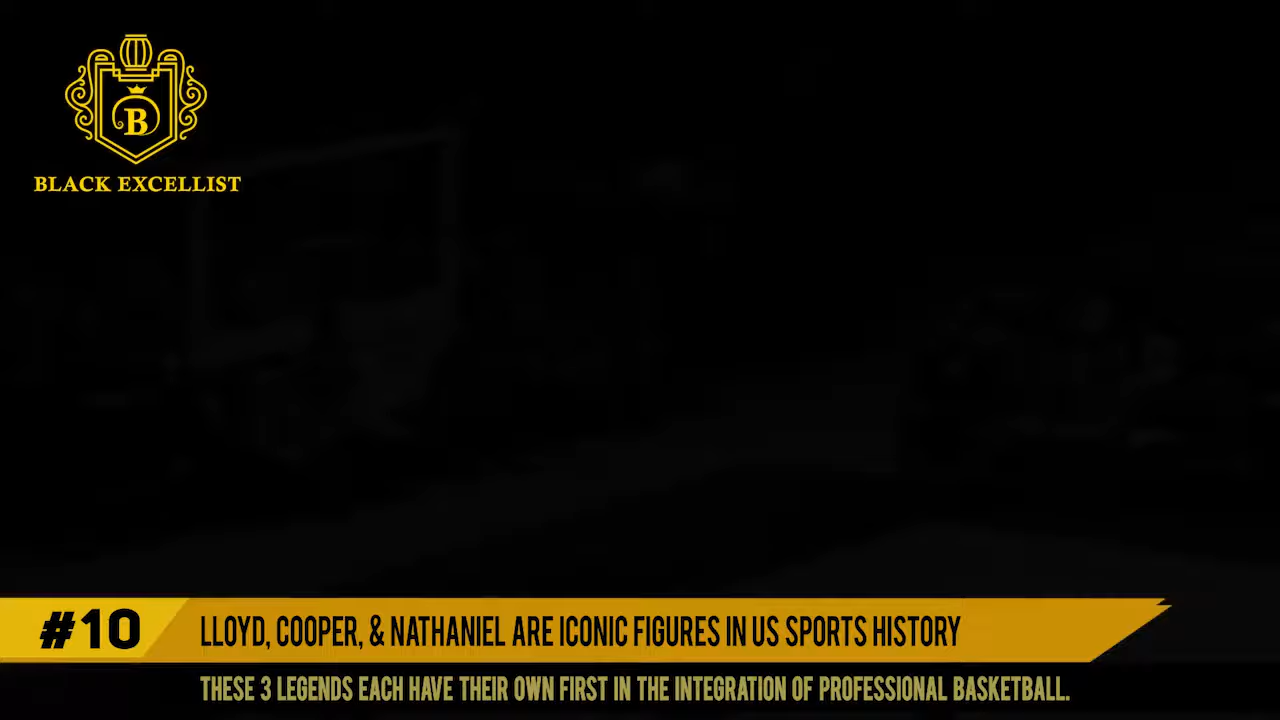 B
BLACK EXCELLIST
#10
LLOYD, COOPER, & NATHANIEL ARE ICONIC FIGURES IN US SPORTS HISTORY
THESE 3 LEGENDS EACH HAVE THEIR OWN FIRST IN THE INTEGRATION OF PROFESSIONAL BASKETBALL.